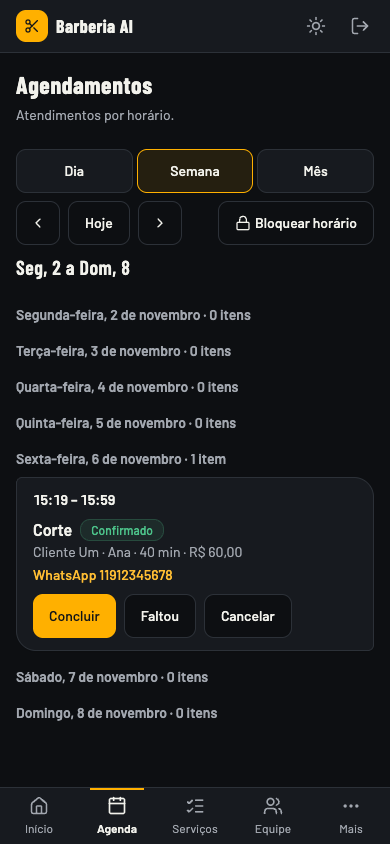 Barberia AI
Agendamentos
Atendimentos por horário.
Dia
Semana
Mês
Hoje
Bloquear horário
Seg, 2 a Dom, 8
Segunda-feira, 2 de novembro · 0 itens
Terça-feira, 3 de novembro · 0 itens
Quarta-feira, 4 de novembro · 0 itens
Quinta-feira, 5 de novembro · 0 itens
Sexta-feira, 6 de novembro · 1 item
15:19 – 15:59
Corte Confirmado
Cliente Um · Ana · 40 min · R$ 60,00
WhatsApp 11912345678
Concluir
Faltou
Cancelar
Sábado, 7 de novembro · 0 itens
Domingo, 8 de novembro · 0 itens
Início
Agenda
Serviços
Equipe
Mais